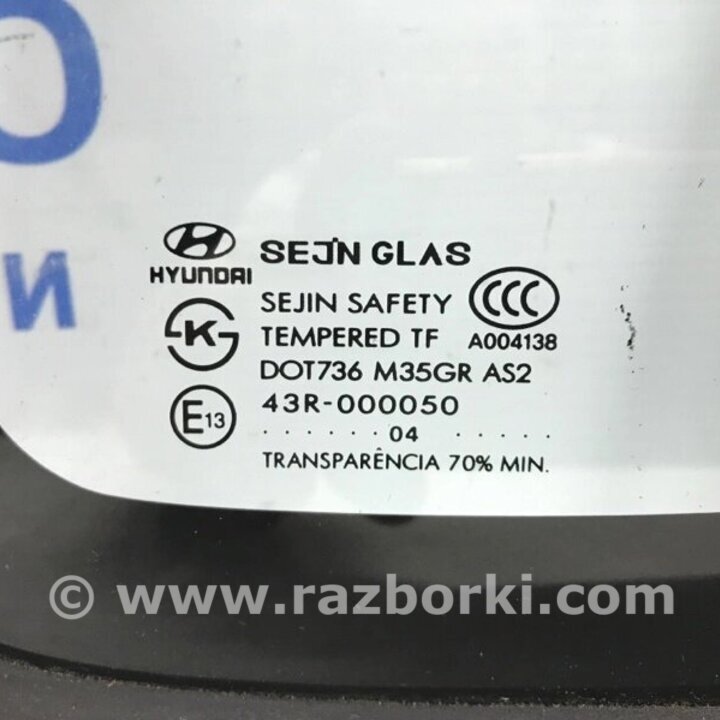 HYUNDAI
SEJIN GLAS
SEJIN SAFETY
TEMPERED TF
DOT736 M35GR AS2
43R-000050
. . . . . . 04 . . . . .
TRANSPARÊNCIA 70% MIN.
K
CCC
A004138
E13
© www.razborki.com